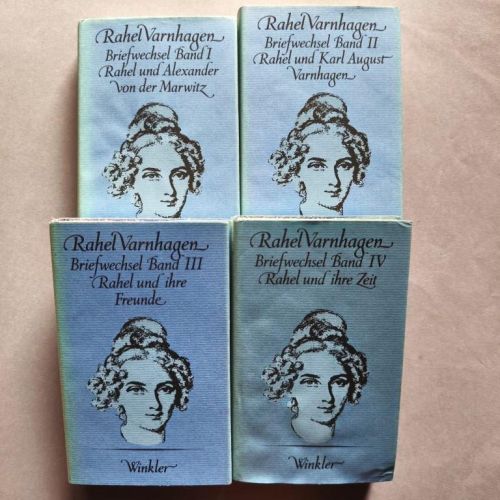 Rahel Varnhagen
Briefwechsel Band I
Rahel und Alexander
von der Marwitz
Rahel Varnhagen
Briefwechsel Band II
Rahel und Karl August
Varnhagen
Rahel Varnhagen
Briefwechsel Band III
Rahel und ihre
Freunde
Winkler
Rahel Varnhagen
Briefwechsel Band IV
Rahel und ihre Zeit
Winkler